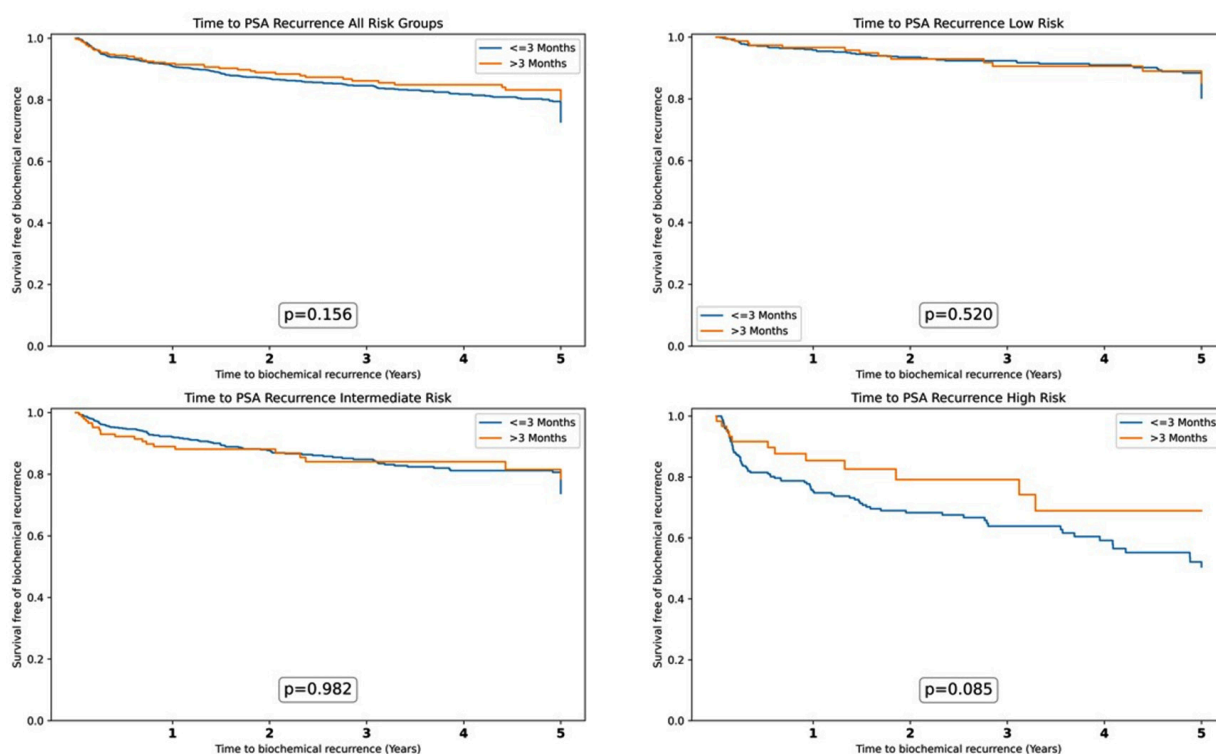 Time to PSA Recurrence All Risk Groups
Survival free of biochemical recurrence
1.0
0.8
0.6
0.4
0.2
0.0
<=3 Months
>3 Months
p=0.156
1 2 3 4 5
Time to biochemical recurrence (Years)
Time to PSA Recurrence Low Risk
Survival free of biochemical recurrence
1.0
0.8
0.6
0.4
0.2
0.0
<=3 Months
>3 Months
p=0.520
1 2 3 4 5
Time to biochemical recurrence (Years)
Time to PSA Recurrence Intermediate Risk
Survival free of biochemical recurrence
1.0
0.8
0.6
0.4
0.2
0.0
<=3 Months
>3 Months
p=0.982
1 2 3 4 5
Time to biochemical recurrence (Years)
Time to PSA Recurrence High Risk
Survival free of biochemical recurrence
1.0
0.8
0.6
0.4
0.2
0.0
<=3 Months
>3 Months
p=0.085
1 2 3 4 5
Time to biochemical recurrence (Years)